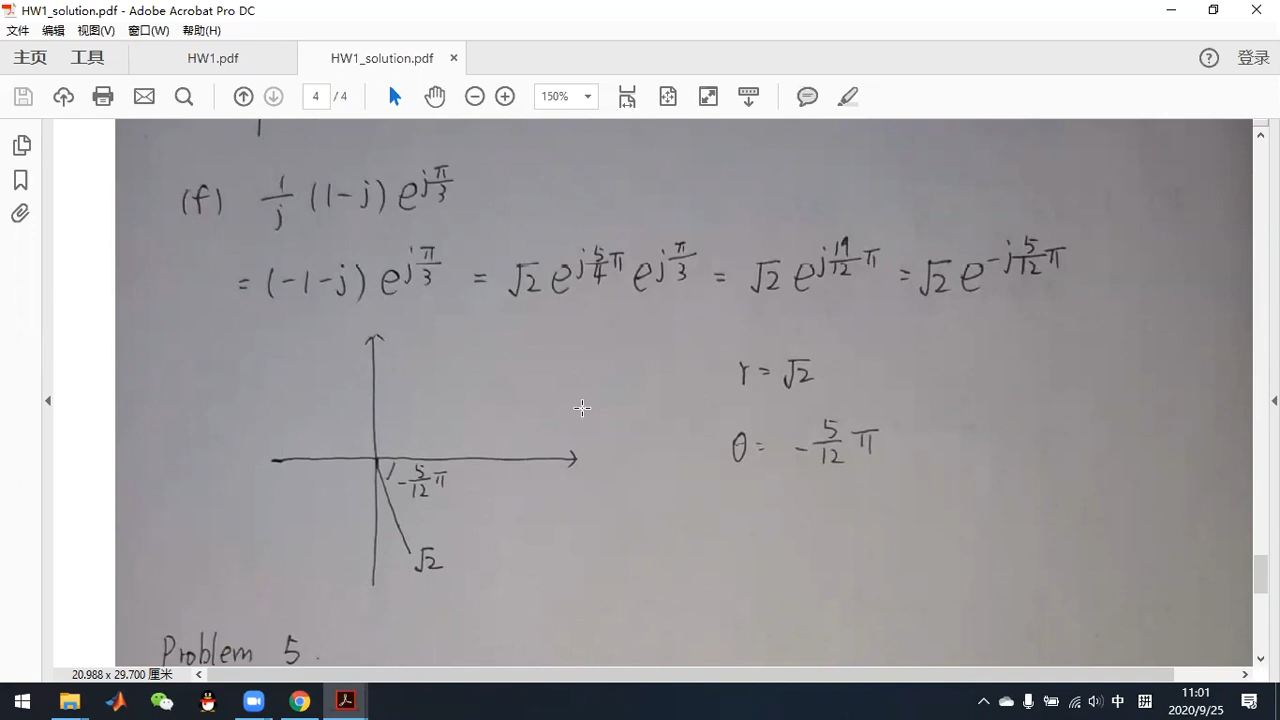 HW1_solution.pdf - Adobe Acrobat Pro DC
文件 编辑 视图(V) 窗口(W) 帮助(H)
主页 工具 HW1.pdf HW1_solution.pdf × 登录
4 / 4 150%
(f) 1/j (1-j) e^{jπ/3}
= (-1-j) e^{jπ/3} = √2 e^{j5/4π} e^{jπ/3} = √2 e^{j19/12π} = √2 e^{-j5/12π}
r = √2
θ = -5/12 π
-5/12 π
√2
Problem 5.
20.988 x 29.700 厘米
中 拼 11:01
2020/9/25